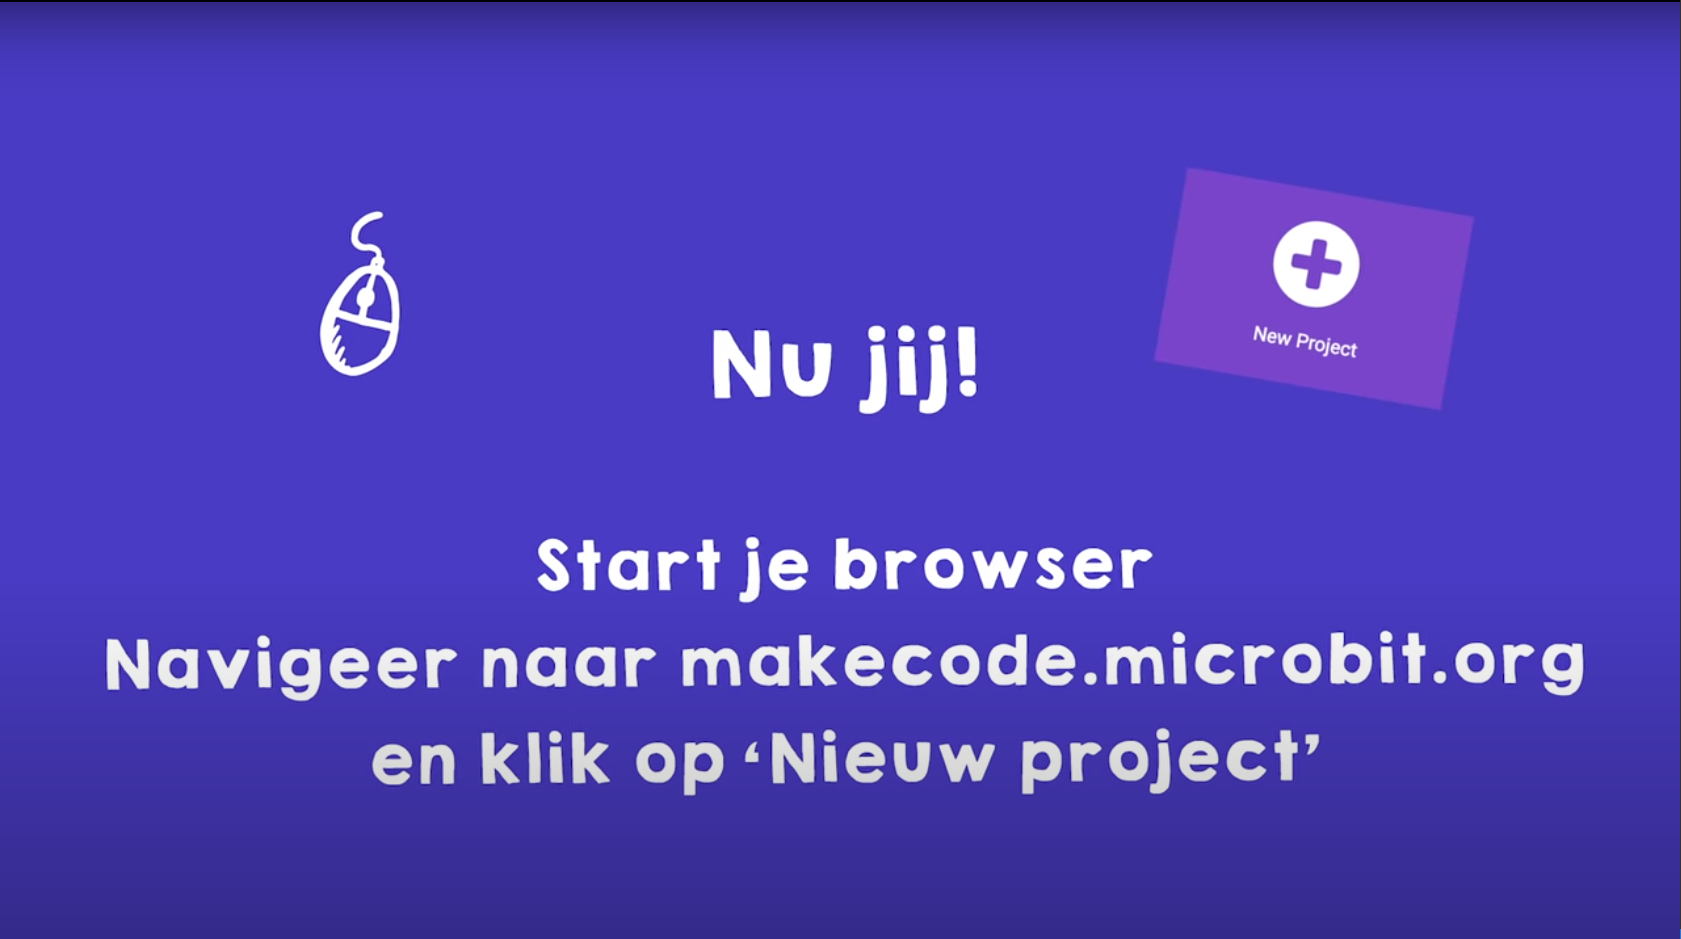 New Project
Nu jij!
Start je browser
Navigeer naar makecode.microbit.org
en klik op ‘Nieuw project’